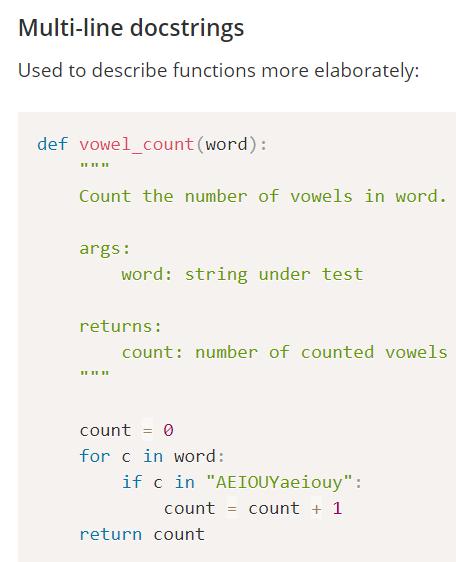 Multi-line docstrings
Used to describe functions more elaborately:
def vowel_count(word):
    """
    Count the number of vowels in word.

    args:
        word: string under test

    returns:
        count: number of counted vowels
    """

    count = 0
    for c in word:
        if c in "AEIOUYaeiouy":
            count = count + 1
    return count